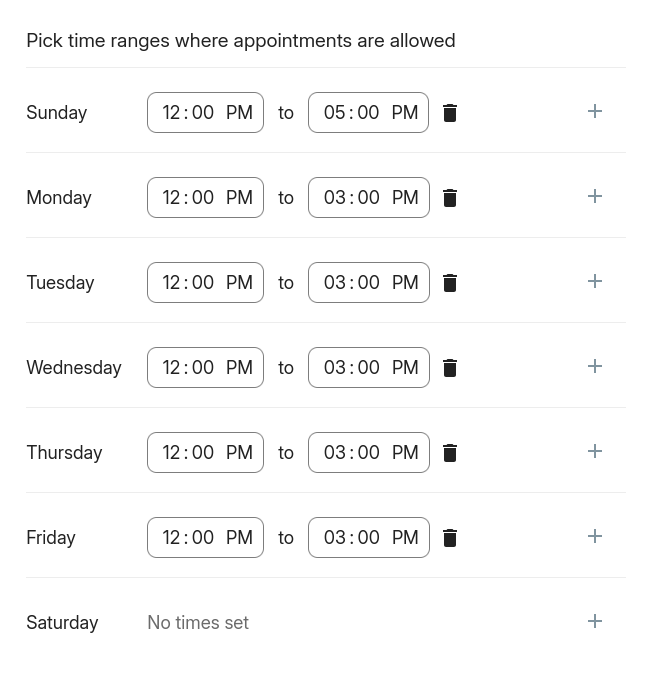 Pick time ranges where appointments are allowed
Sunday 12:00 PM to 05:00 PM
Monday 12:00 PM to 03:00 PM
Tuesday 12:00 PM to 03:00 PM
Wednesday 12:00 PM to 03:00 PM
Thursday 12:00 PM to 03:00 PM
Friday 12:00 PM to 03:00 PM
Saturday No times set